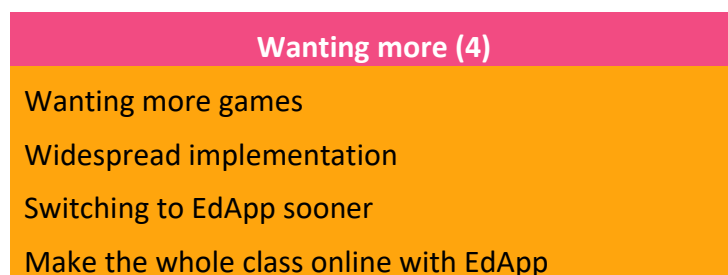 Wanting more (4)
Wanting more games
Widespread implementation
Switching to EdApp sooner
Make the whole class online with EdApp